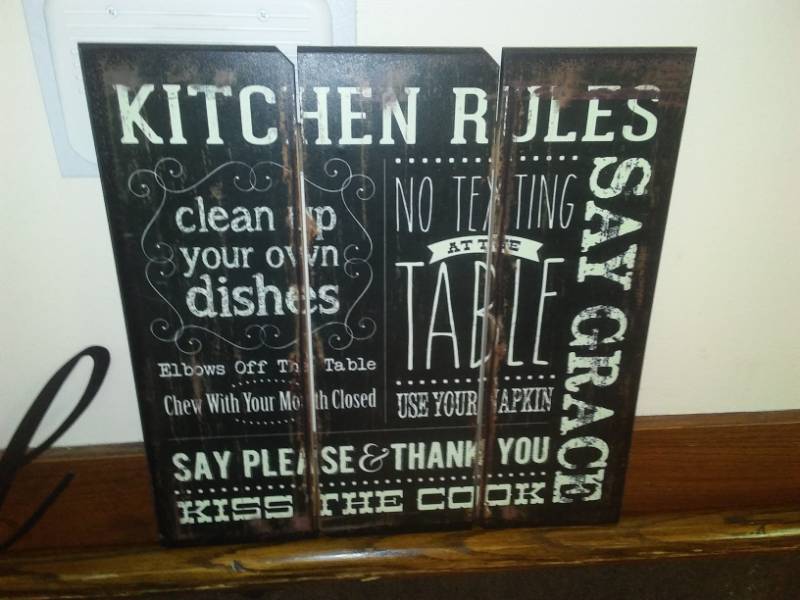 KITCHEN RULES
clean up
your own
dishes
Elbows Off The Table
Chew With Your Mouth Closed
NO TEXTING
AT THE
TABLE
USE YOUR NAPKIN
SAY PLEASE & THANK YOU
KISS THE COOK
SAY GRACE